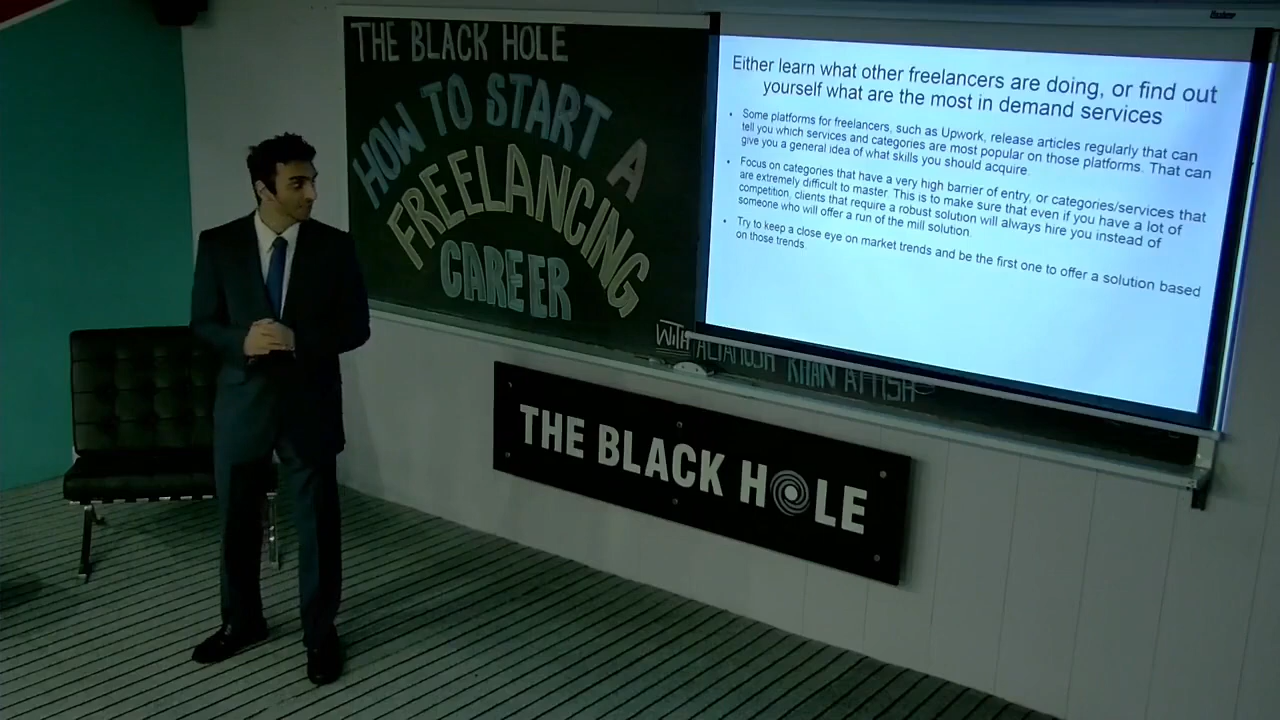 THE BLACK HOLE
HOW TO START A
FREELANCING
CAREER
WITH ALTAMOSH KHAN ATTISH
Either learn what other freelancers are doing, or find out
yourself what are the most in demand services
• Some platforms for freelancers, such as Upwork, release articles regularly that can
tell you which services and categories are most popular on those platforms. That can
give you a general idea of what skills you should acquire.
• Focus on categories that have a very high barrier of entry, or categories/services that
are extremely difficult to master. This is to make sure that even if you have a lot of
competition, clients that require a robust solution will always hire you instead of
someone who will offer a run of the mill solution.
• Try to keep a close eye on market trends and be the first one to offer a solution based
on those trends.
THE BLACK HOLE